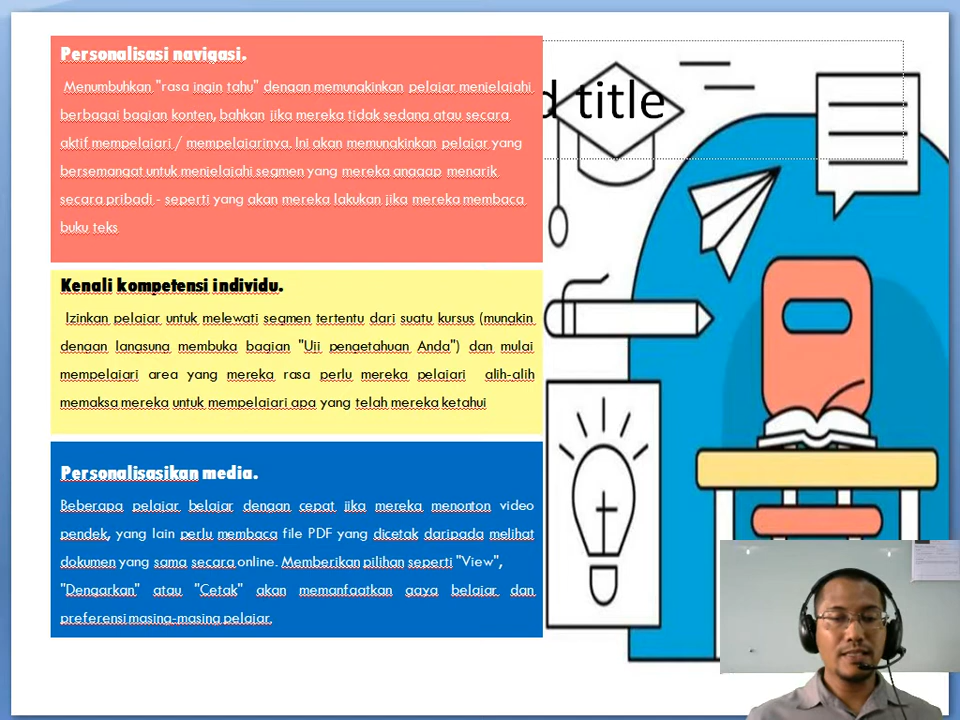 Personalisasi navigasi.
Menumbuhkan "rasa ingin tahu" dengan memungkinkan pelajar menjelajahi
berbagai bagian konten, bahkan jika mereka tidak sedang atau secara
aktif mempelajari / mempelajarinya. Ini akan memungkinkan pelajar yang
bersemangat untuk menjelajahi segmen yang mereka anggap menarik
secara pribadi - seperti yang akan mereka lakukan jika mereka membaca
buku teks
d title
Kenali kompetensi individu.
Izinkan pelajar untuk melewati segmen tertentu dari suatu kursus (mungkin
dengan langsung membuka bagian "Uji pengetahuan Anda") dan mulai
mempelajari area yang mereka rasa perlu mereka pelajari alih-alih
memaksa mereka untuk mempelajari apa yang telah mereka ketahui
Personalisasikan media.
Beberapa pelajar belajar dengan cepat jika mereka menonton video
pendek, yang lain perlu membaca file PDF yang dicetak daripada melihat
dokumen yang sama secara online. Memberikan pilihan seperti "View",
"Dengarkan" atau "Cetak" akan memanfaatkan gaya belajar dan
preferensi masing-masing pelajar.